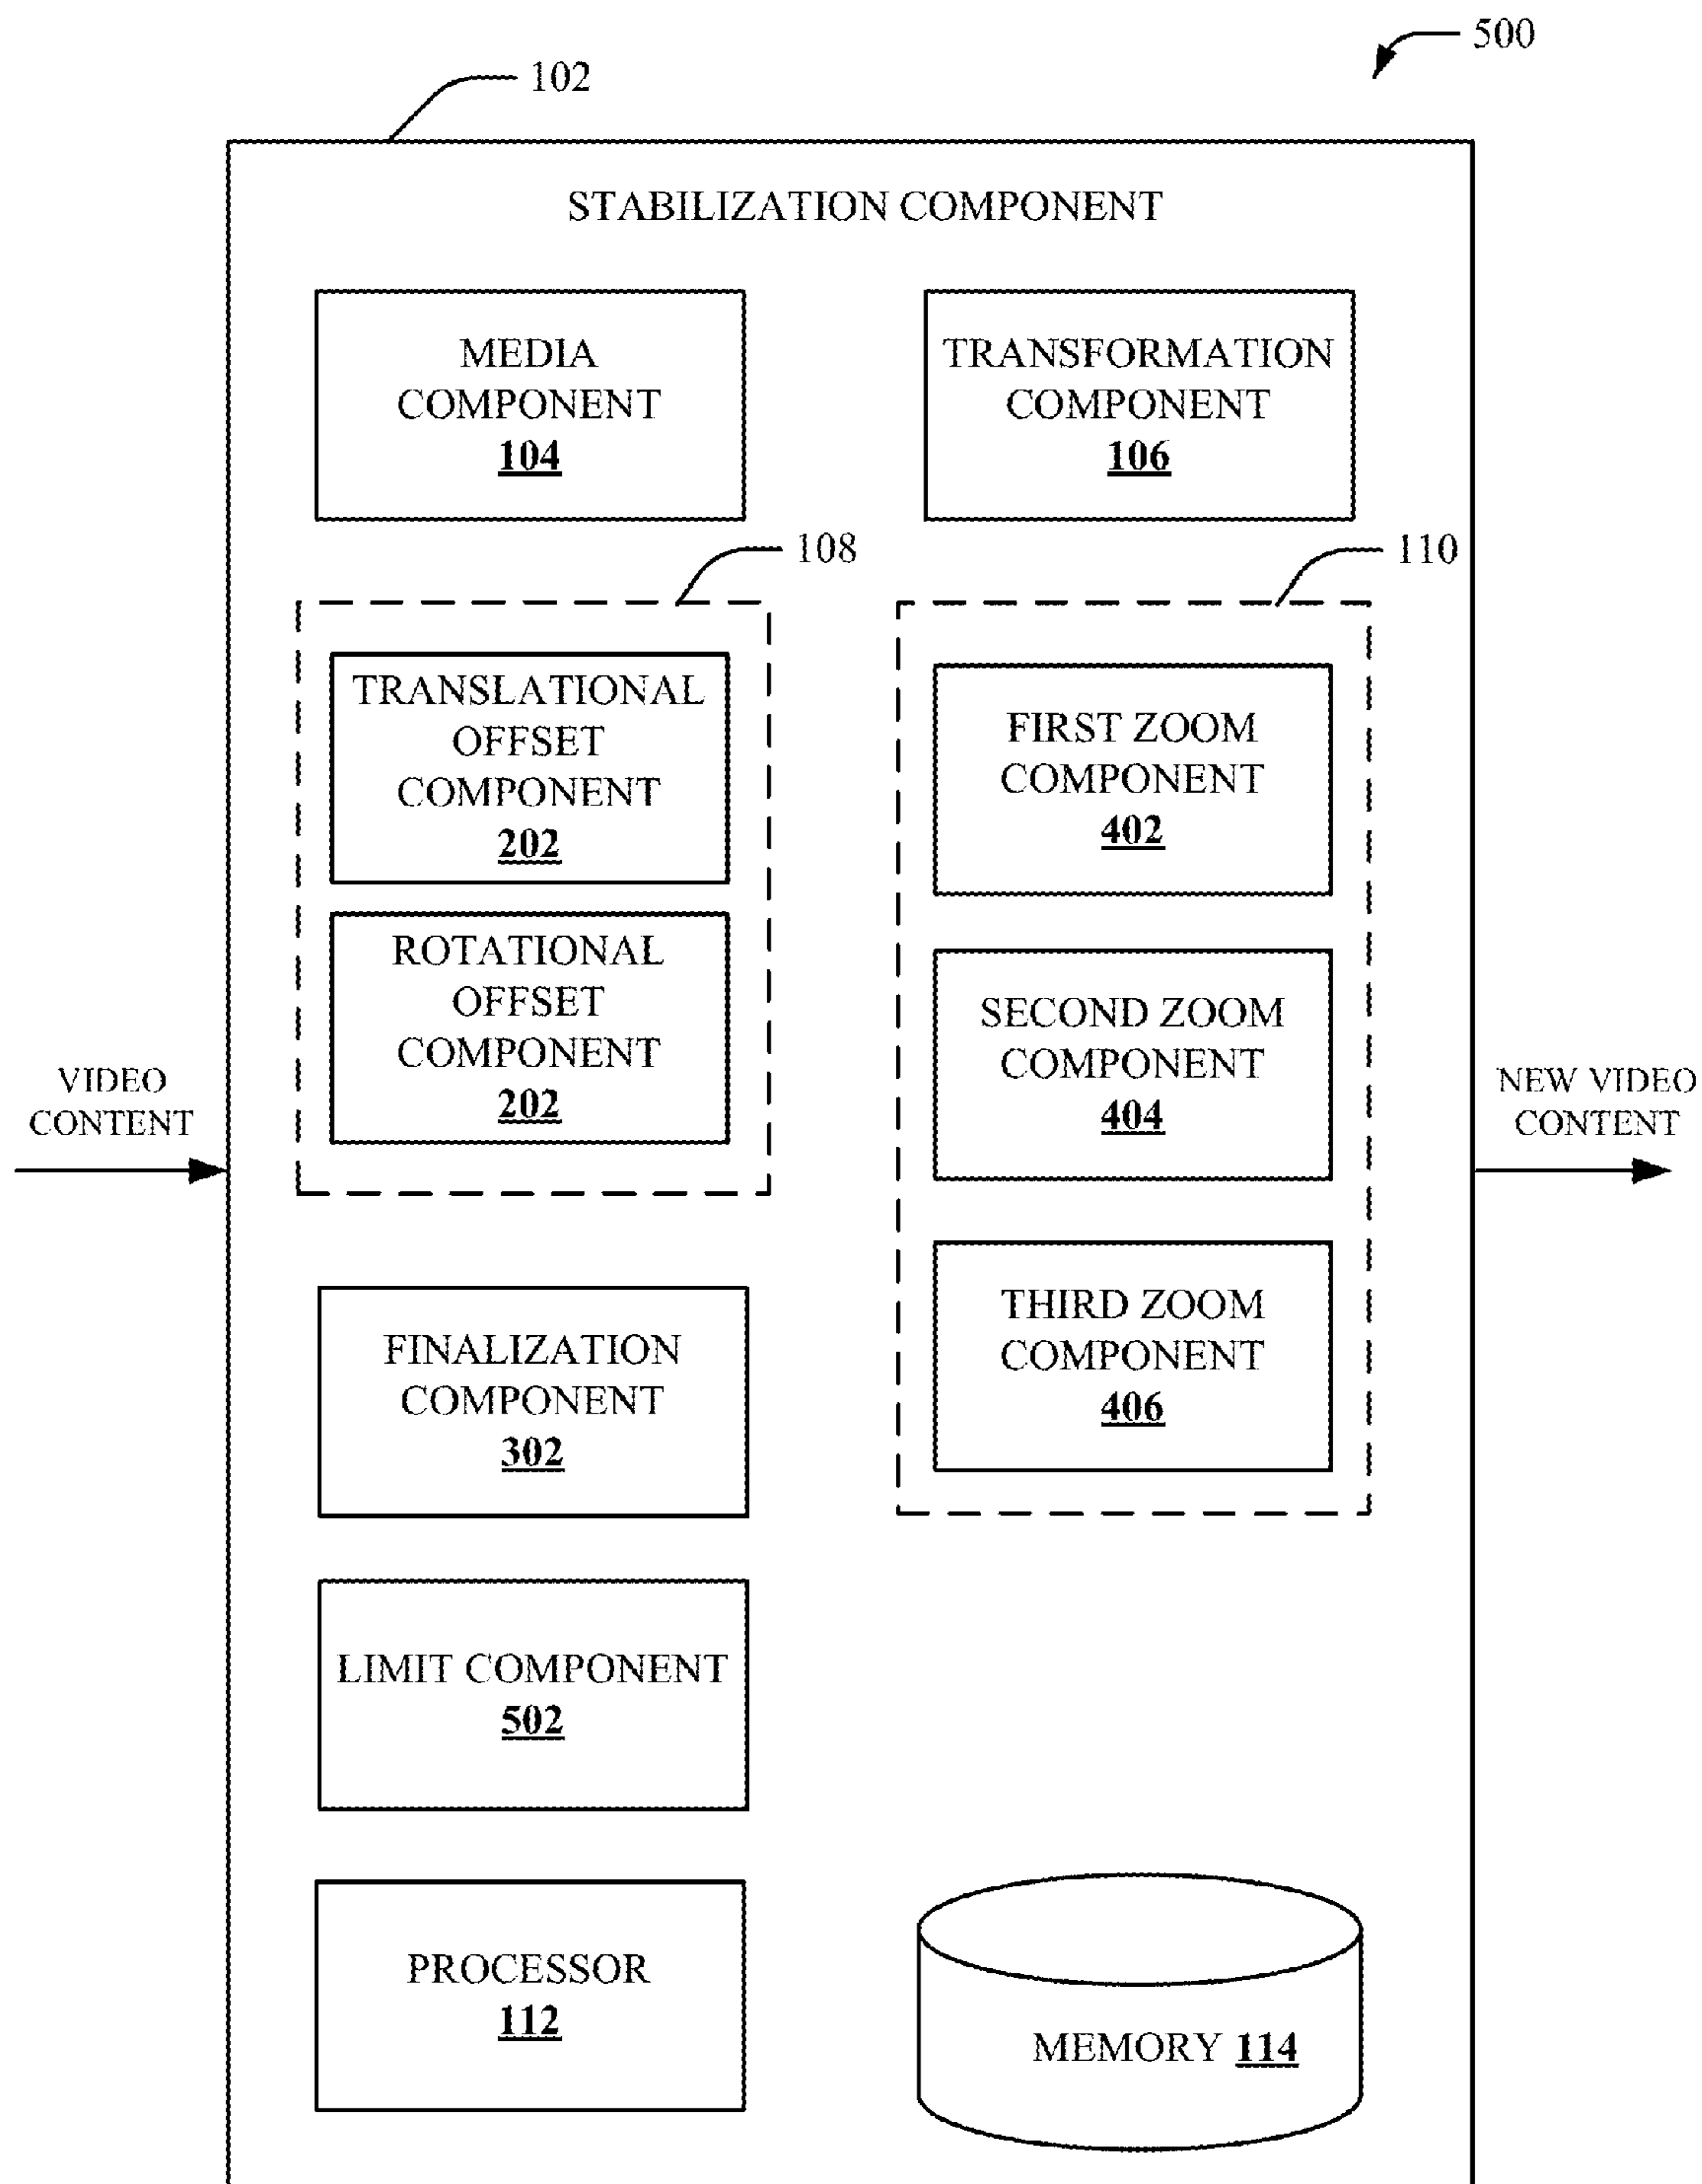 500
102
STABILIZATION COMPONENT
MEDIA
COMPONENT
104
TRANSFORMATION
COMPONENT
106
108
TRANSLATIONAL
OFFSET
COMPONENT
202
ROTATIONAL
OFFSET
COMPONENT
202
110
FIRST ZOOM
COMPONENT
402
SECOND ZOOM
COMPONENT
404
THIRD ZOOM
COMPONENT
406
VIDEO
CONTENT
NEW VIDEO
CONTENT
FINALIZATION
COMPONENT
302
LIMIT COMPONENT
502
PROCESSOR
112
MEMORY 114